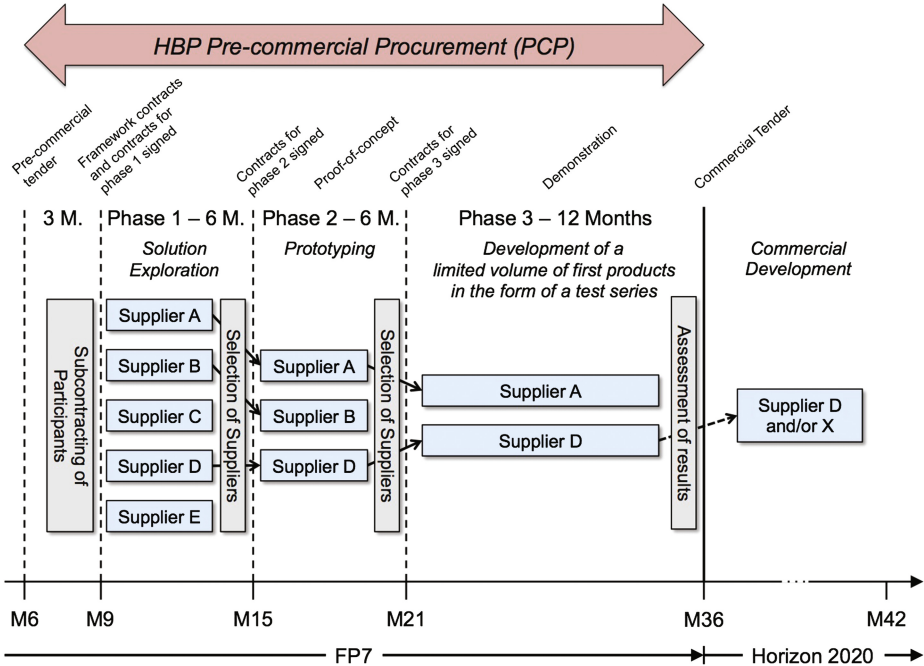 HBP Pre-commercial Procurement (PCP)
Pre-commercial
tender
Framework contracts
and contracts for
phase 1 signed
Contracts for
phase 2 signed
Proof-of-concept
Contracts for
phase 3 signed
Demonstration
Commercial Tender
3 M.
Phase 1 – 6 M.
Phase 2 – 6 M.
Phase 3 – 12 Months
Solution
Exploration
Prototyping
Development of a
limited volume of first products
in the form of a test series
Commercial
Development
Subcontracting of
Participants
Supplier A
Supplier B
Supplier C
Supplier D
Supplier E
Selection of Suppliers
Supplier A
Supplier B
Supplier D
Selection of Suppliers
Supplier A
Supplier D
Assessment of results
Supplier D
and/or X
M6
M9
M15
M21
M36
M42
FP7
Horizon 2020